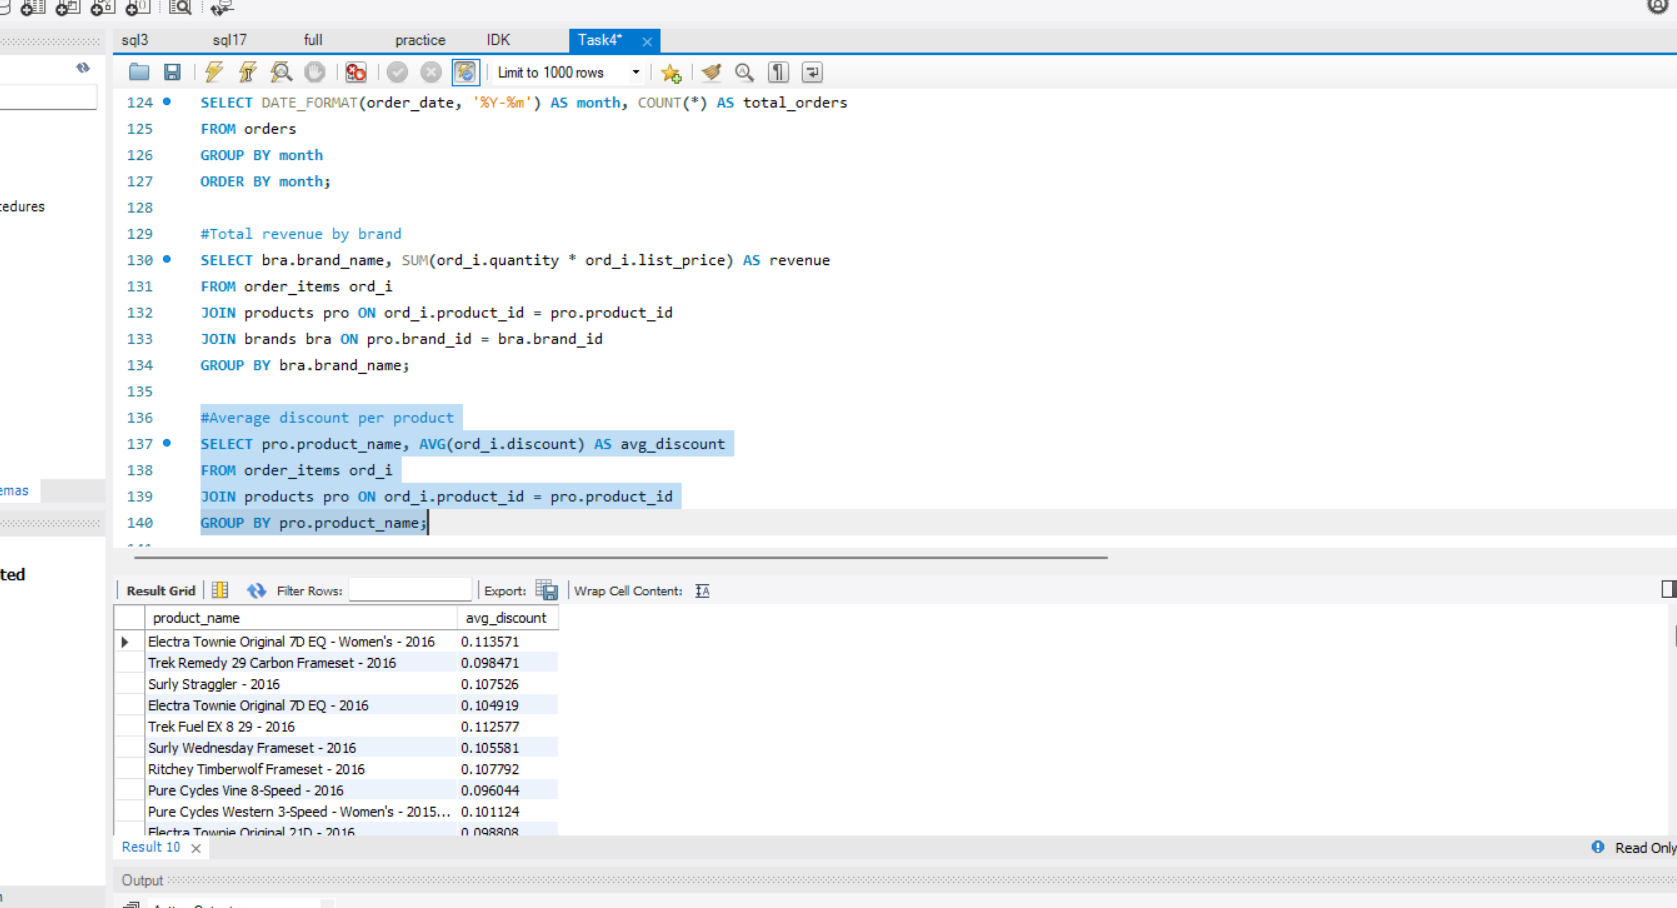 sql3 sql17 full practice IDK Task4*
Limit to 1000 rows
124 SELECT DATE_FORMAT(order_date, '%Y-%m') AS month, COUNT(*) AS total_orders
125 FROM orders
126 GROUP BY month
127 ORDER BY month;
128
129 #Total revenue by brand
130 SELECT bra.brand_name, SUM(ord_i.quantity * ord_i.list_price) AS revenue
131 FROM order_items ord_i
132 JOIN products pro ON ord_i.product_id = pro.product_id
133 JOIN brands bra ON pro.brand_id = bra.brand_id
134 GROUP BY bra.brand_name;
135
136 #Average discount per product
137 SELECT pro.product_name, AVG(ord_i.discount) AS avg_discount
138 FROM order_items ord_i
139 JOIN products pro ON ord_i.product_id = pro.product_id
140 GROUP BY pro.product_name;
cedures
emas
ted
Result Grid Filter Rows: Export: Wrap Cell Content:
product_name avg_discount
Electra Townie Original 7D EQ - Women's - 2016 0.113571
Trek Remedy 29 Carbon Frameset - 2016 0.098471
Surly Straggler - 2016 0.107526
Electra Townie Original 7D EQ - 2016 0.104919
Trek Fuel EX 8 29 - 2016 0.112577
Surly Wednesday Frameset - 2016 0.105581
Ritchey Timberwolf Frameset - 2016 0.107792
Pure Cycles Vine 8-Speed - 2016 0.096044
Pure Cycles Western 3-Speed - Women's - 2015... 0.101124
Electra Townie Original 21D - 2016 0.098808
Result 10 Read Only
Output